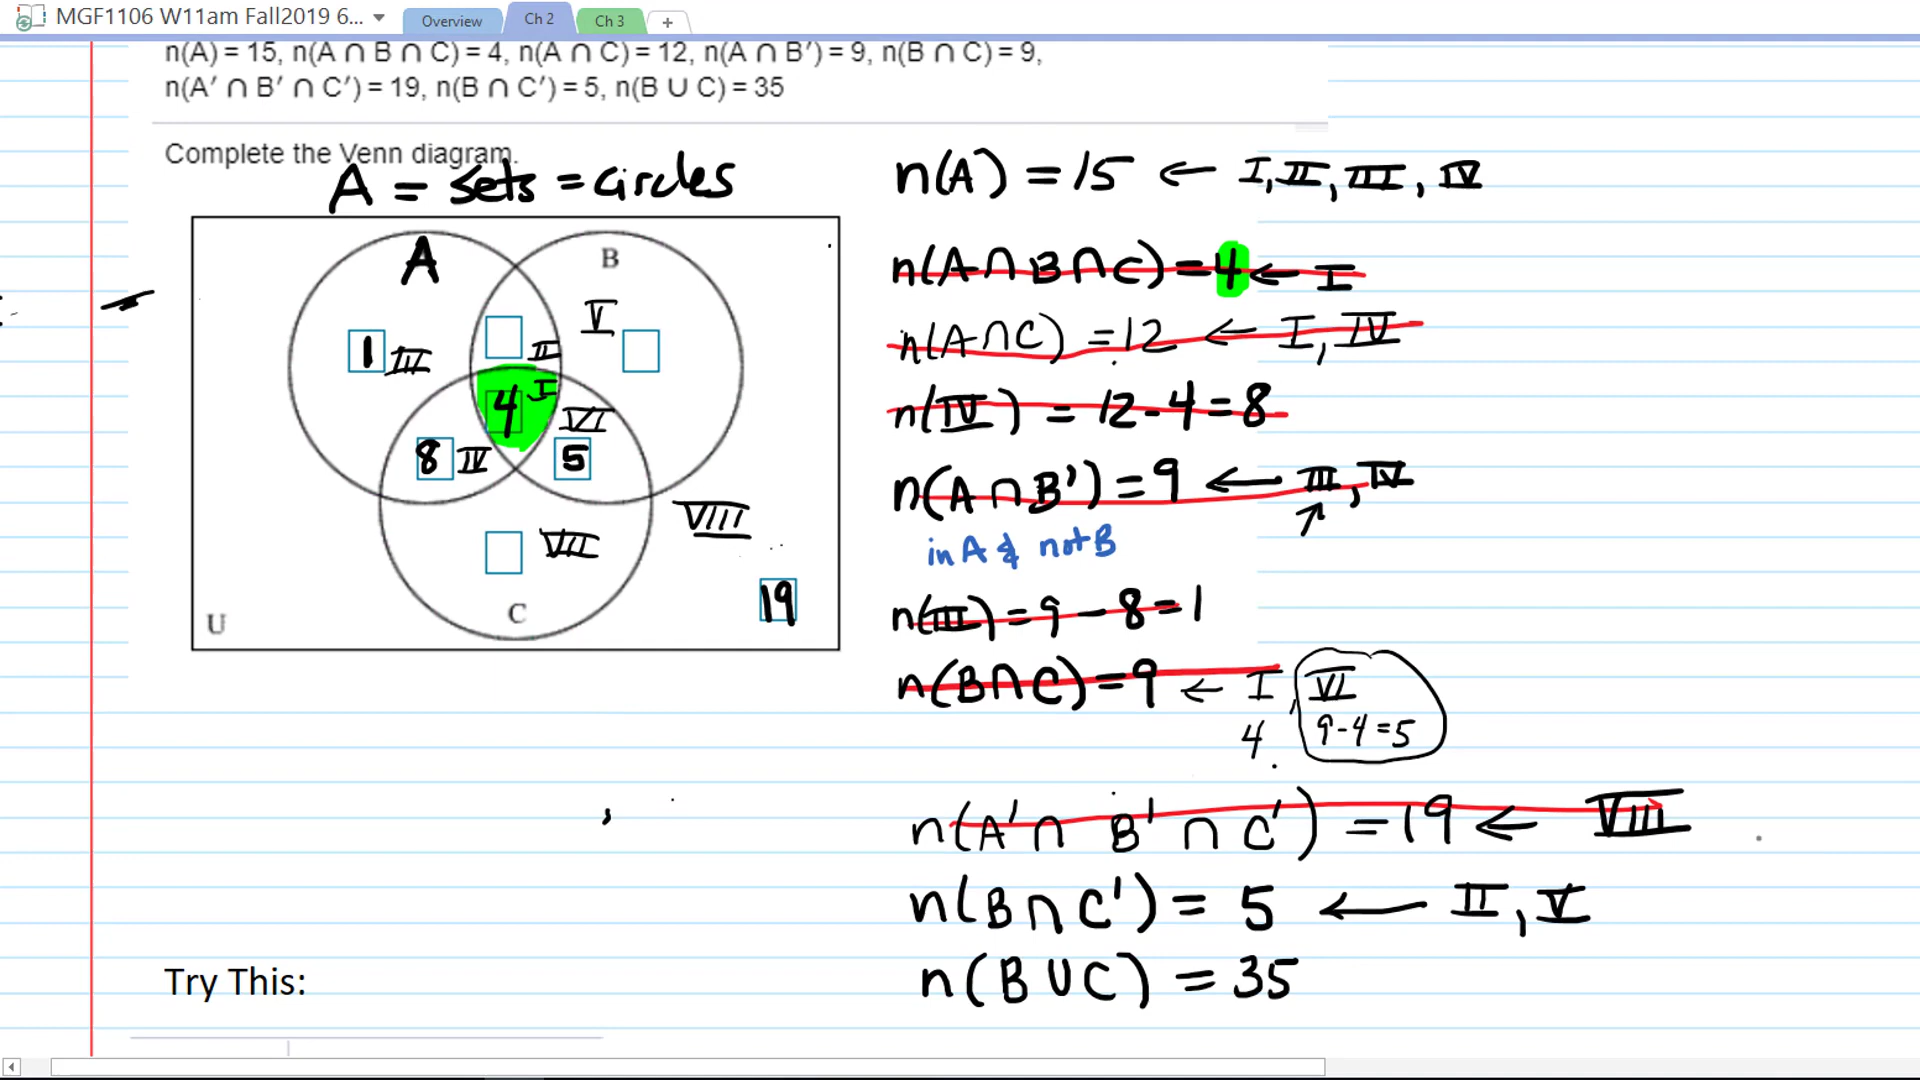 MGF1106 W11am Fall2019 6... Overview Ch 2 Ch 3 +
n(A) = 15, n(A ∩ B ∩ C) = 4, n(A ∩ C) = 12, n(A ∩ B′) = 9, n(B ∩ C) = 9,
n(A′ ∩ B′ ∩ C′) = 19, n(B ∩ C′) = 5, n(B ∪ C) = 35
Complete the Venn diagram.
A = sets = circles
A
B
V
1 III
II
4 I
VI
8 IV
5
VIII
VII
19
C
U
n(A) = 15 ← I, II, III, IV
n(A ∩ B ∩ C) = 4 ← I
n(A ∩ C) = 12 ← I, IV
n(IV) = 12 - 4 = 8
n(A ∩ B') = 9 ← III, IV
↑
in A & not B
n(III) = 9 - 8 = 1
n(B ∩ C) = 9 ← I, VI
4 9 - 4 = 5
n(A' ∩ B' ∩ C') = 19 ← VIII
n(B ∩ C') = 5 ← II, V
n(B ∪ C) = 35
Try This: